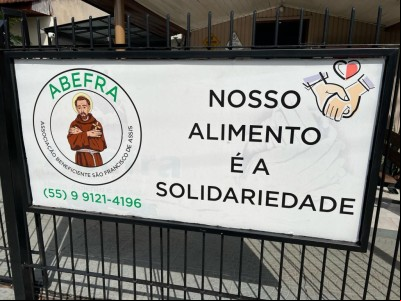 ABEFRA
ASSOCIAÇÃO BENEFICIENTE SÃO FRANCISCO DE ASSIS
(55) 9 9121-4196
NOSSO
ALIMENTO
É A
SOLIDARIEDADE